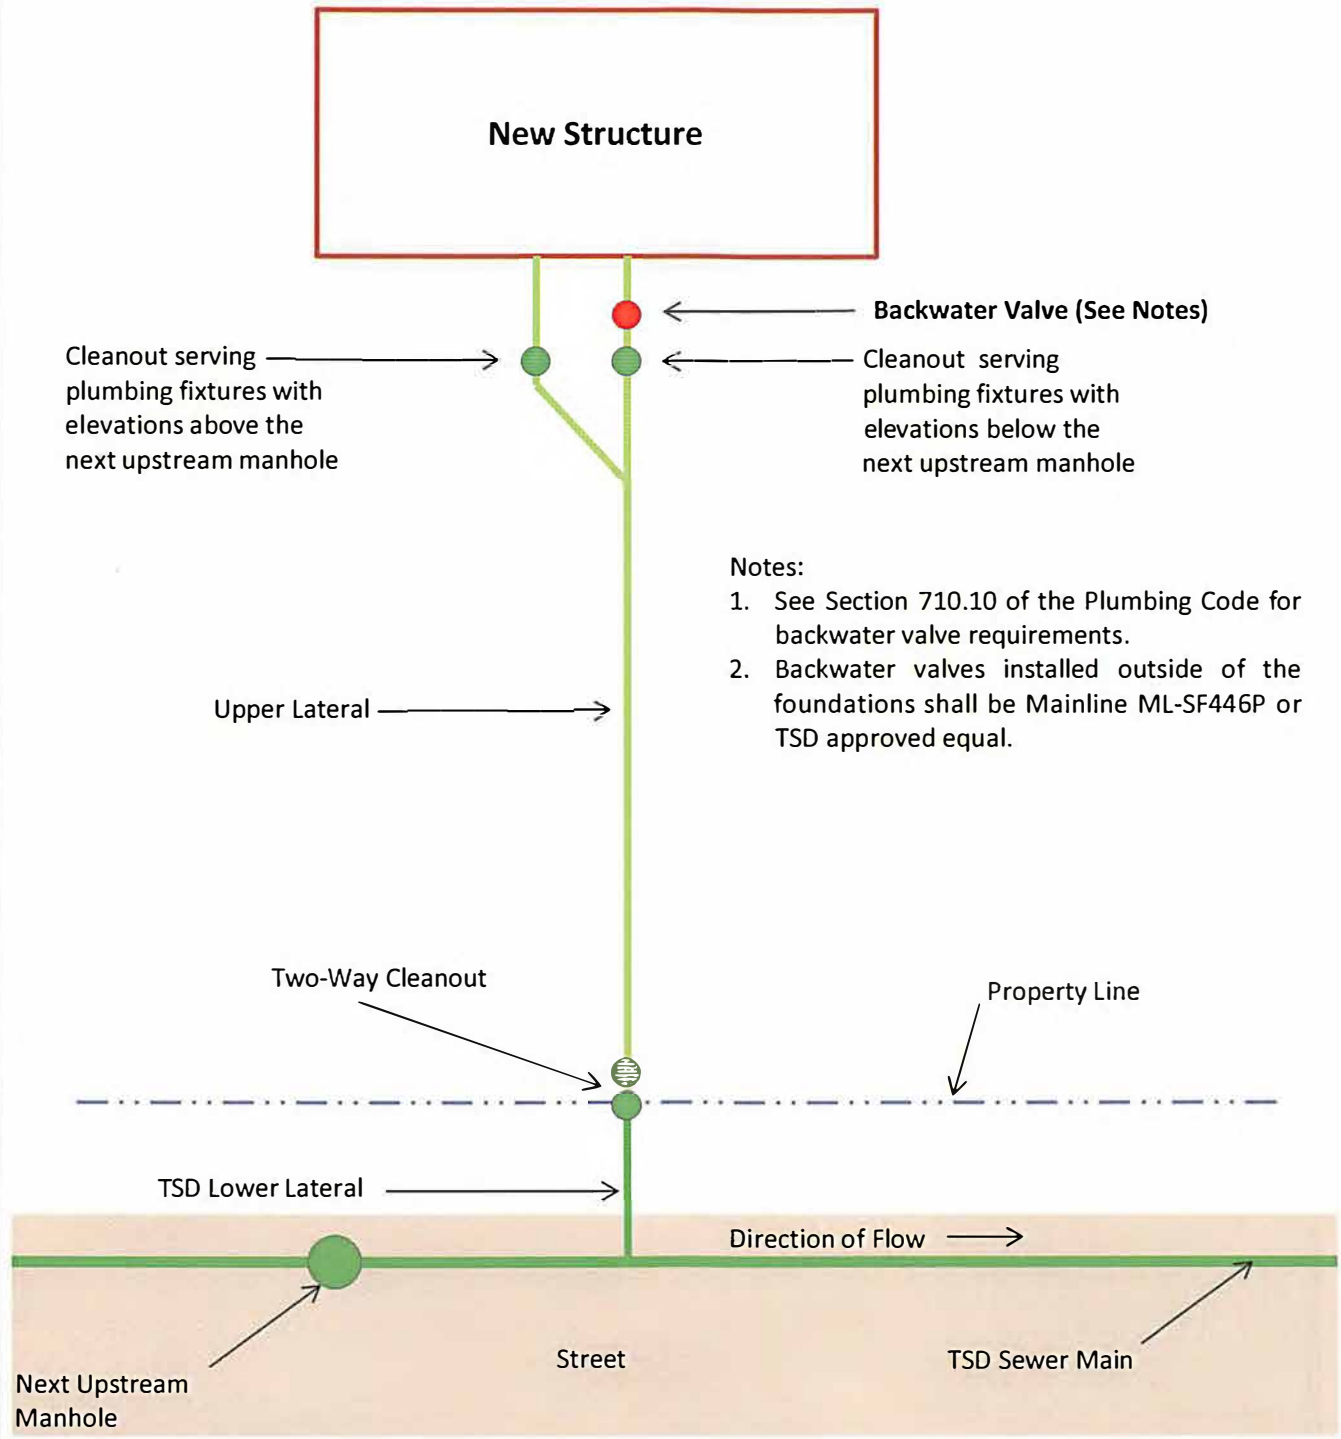 New Structure
Backwater Valve (See Notes)
Cleanout serving
plumbing fixtures with
elevations above the
next upstream manhole
Cleanout serving
plumbing fixtures with
elevations below the
next upstream manhole
Notes:
1. See Section 710.10 of the Plumbing Code for
backwater valve requirements.
2. Backwater valves installed outside of the
foundations shall be Mainline ML-SF446P or
TSD approved equal.
Upper Lateral
Two-Way Cleanout
Property Line
TSD Lower Lateral
Direction of Flow
Street
TSD Sewer Main
Next Upstream
Manhole